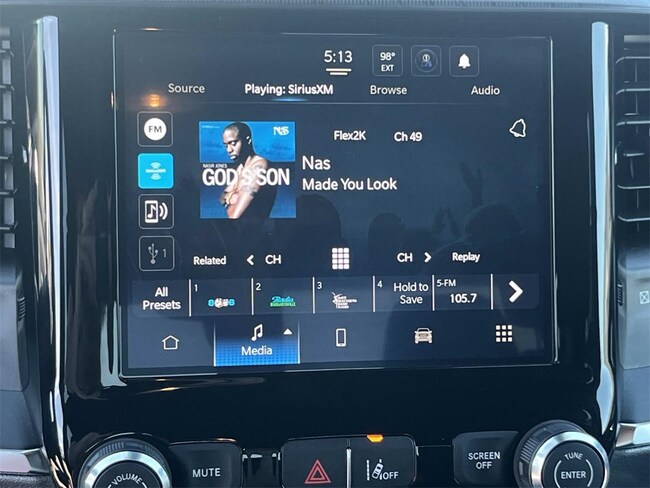 5:13
98°
EXT
Source
Playing: SiriusXM
Browse
Audio
FM
NAS
NASIR JONES
GOD'S SON
Flex2K
Ch 49
Nas
Made You Look
1
Related
CH
CH
Replay
All
Presets
1
2
3
4
Hold to
Save
5-FM
105.7
Media
VOLUME
MUTE
OFF
SCREEN
OFF
TUNE
ENTER